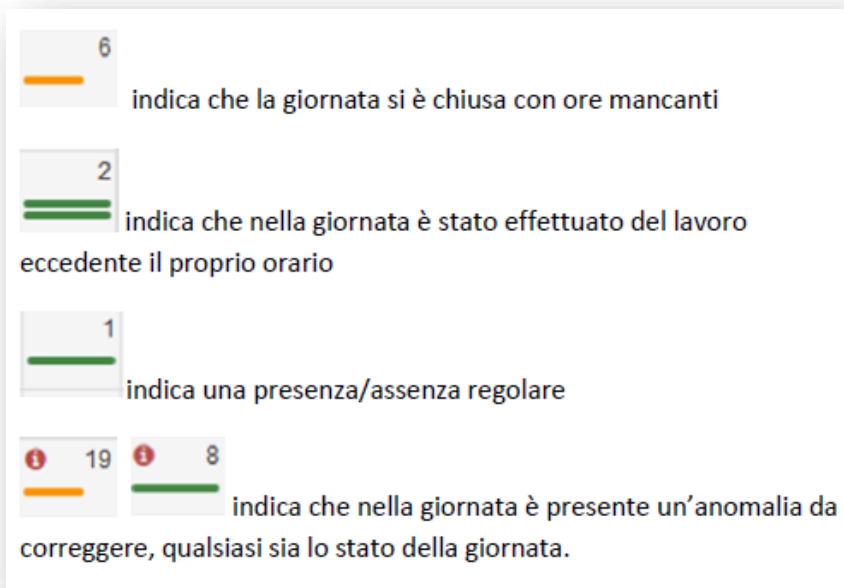 6
indica che la giornata si è chiusa con ore mancanti
2
indica che nella giornata è stato effettuato del lavoro
eccedente il proprio orario
1
indica una presenza/assenza regolare
i 19 i 8
indica che nella giornata è presente un'anomalia da
correggere, qualsiasi sia lo stato della giornata.